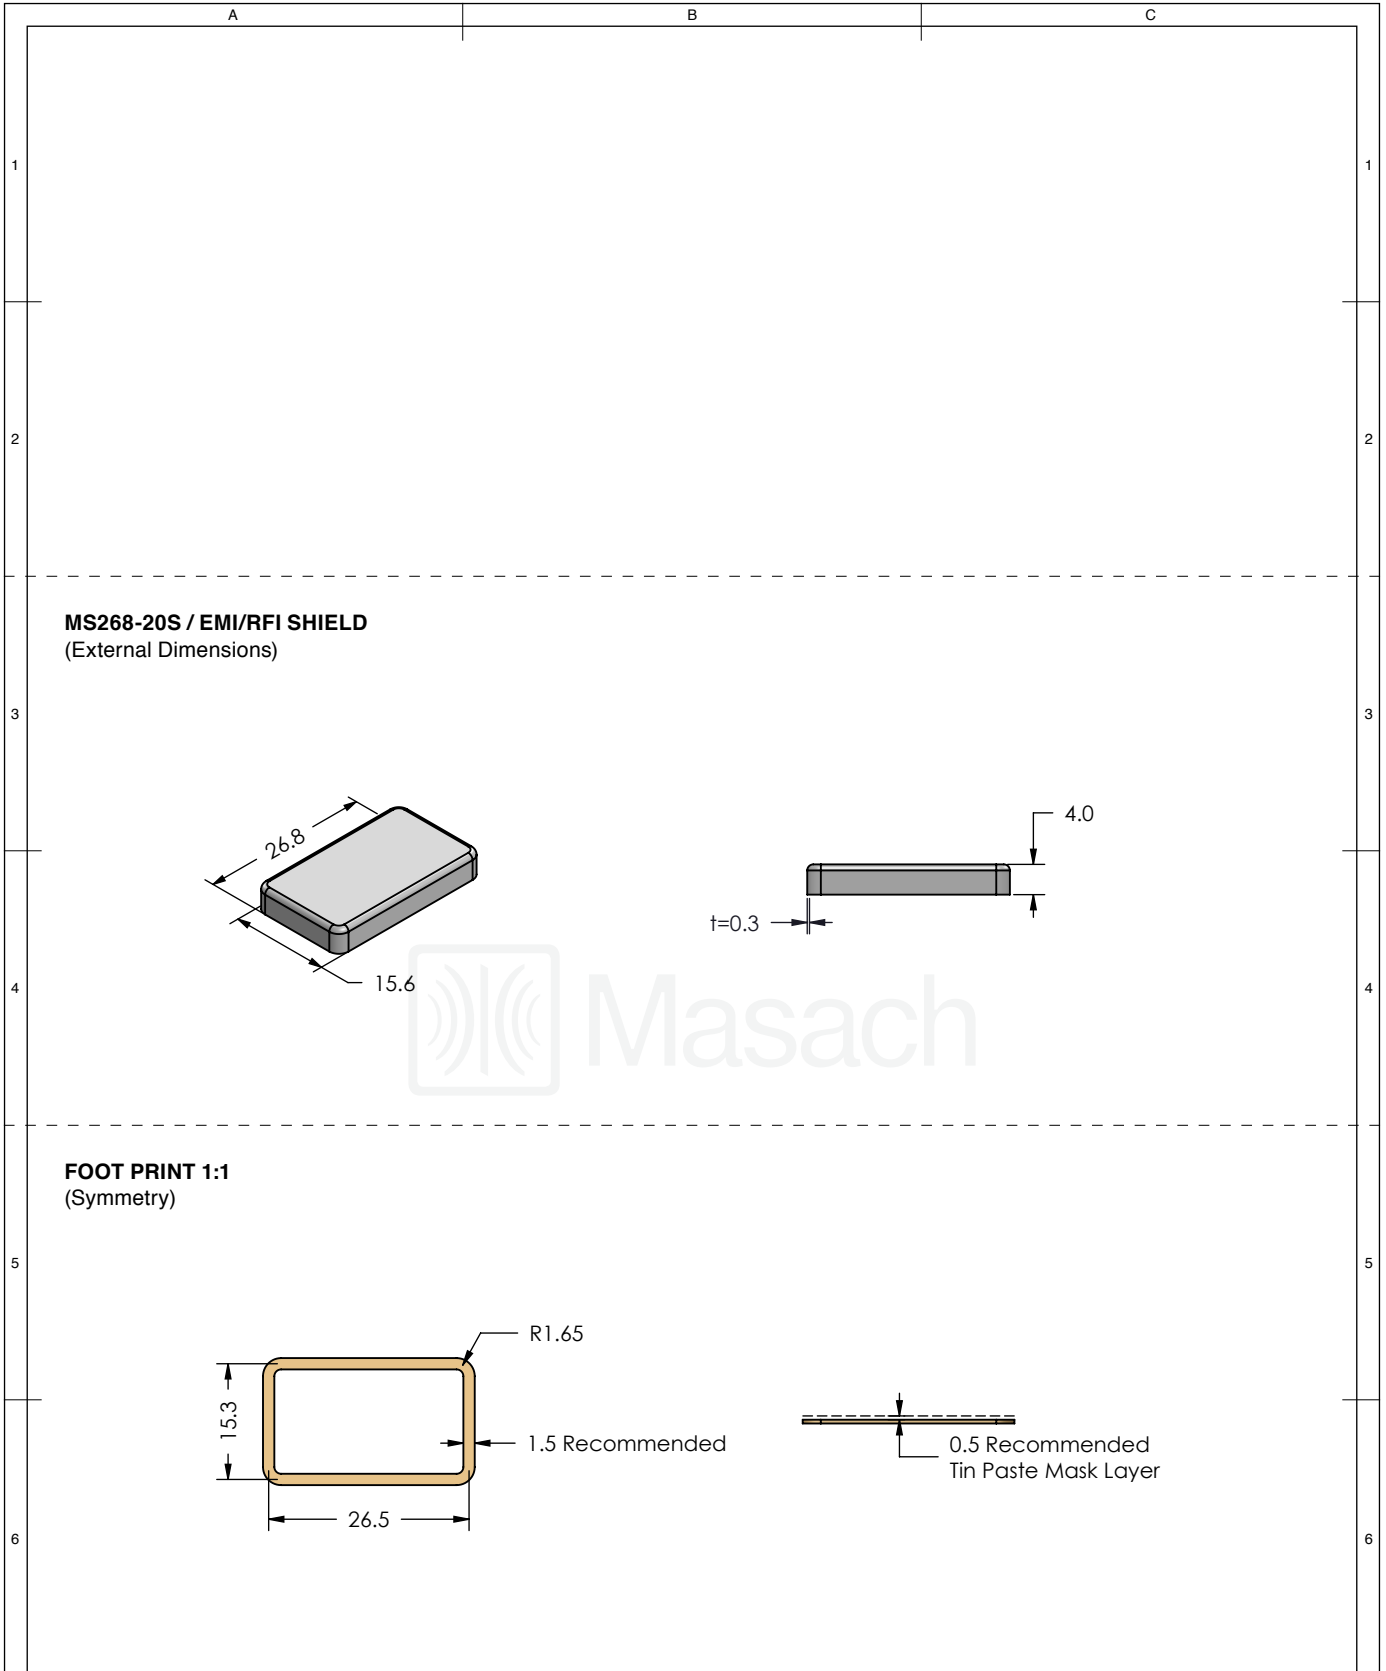 A B C
1 1
2 2
MS268-20S / EMI/RFI SHIELD
(External Dimensions)
3 3
26.8
4.0
t=0.3
15.6
4 4
Masach
FOOT PRINT 1:1
(Symmetry)
5 5
R1.65
15.3
1.5 Recommended
0.5 Recommended
Tin Paste Mask Layer
26.5
6 6